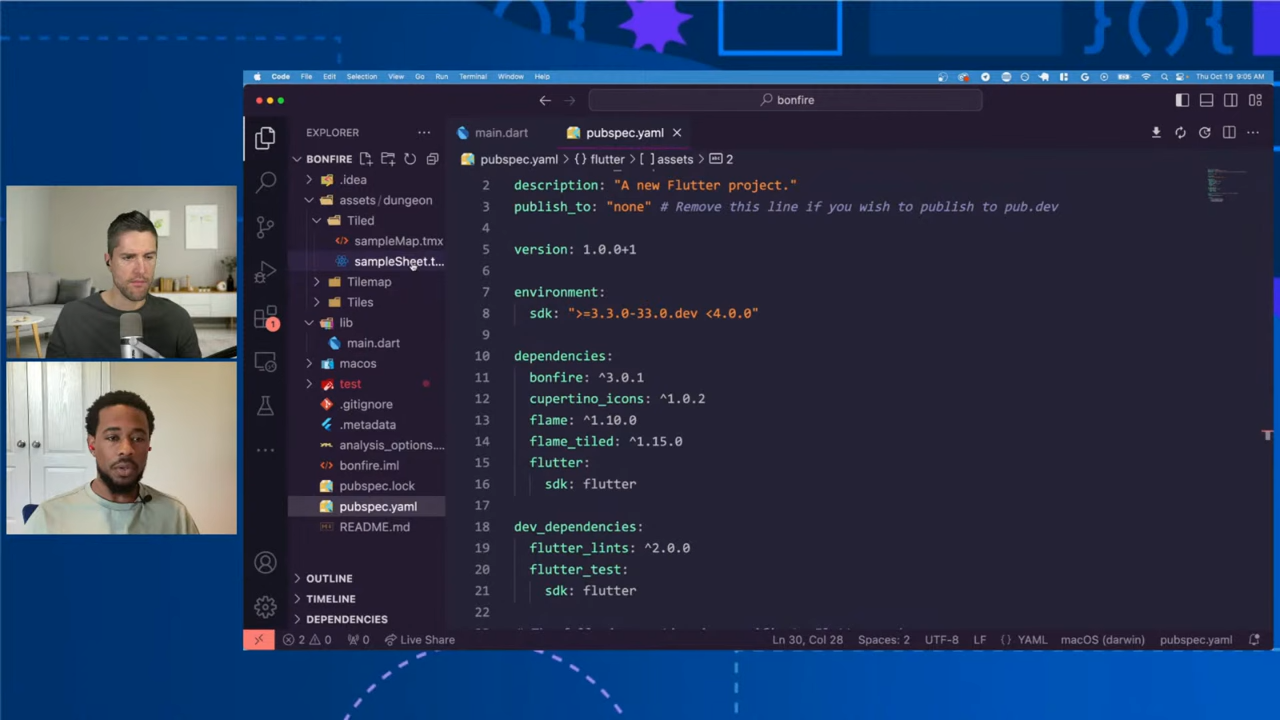 Code File Edit Selection View Go Run Terminal Window Help
Thu Oct 19 9:05 AM
bonfire
EXPLORER
BONFIRE
.idea
assets / dungeon
Tiled
sampleMap.tmx
sampleSheet.t...
Tilemap
Tiles
lib
main.dart
macos
test
.gitignore
.metadata
analysis_options....
bonfire.iml
pubspec.lock
pubspec.yaml
README.md
OUTLINE
TIMELINE
DEPENDENCIES
1
main.dart pubspec.yaml
pubspec.yaml > {} flutter > [ ] assets > 2
2 description: "A new Flutter project."
3 publish_to: "none" # Remove this line if you wish to publish to pub.dev
4
5 version: 1.0.0+1
6
7 environment:
8 sdk: ">=3.3.0-33.0.dev <4.0.0"
9
10 dependencies:
11 bonfire: ^3.0.1
12 cupertino_icons: ^1.0.2
13 flame: ^1.10.0
14 flame_tiled: ^1.15.0
15 flutter:
16 sdk: flutter
17
18 dev_dependencies:
19 flutter_lints: ^2.0.0
20 flutter_test:
21 sdk: flutter
22
2 0 0 Live Share Ln 30, Col 28 Spaces: 2 UTF-8 LF {} YAML macOS (darwin) pubspec.yaml